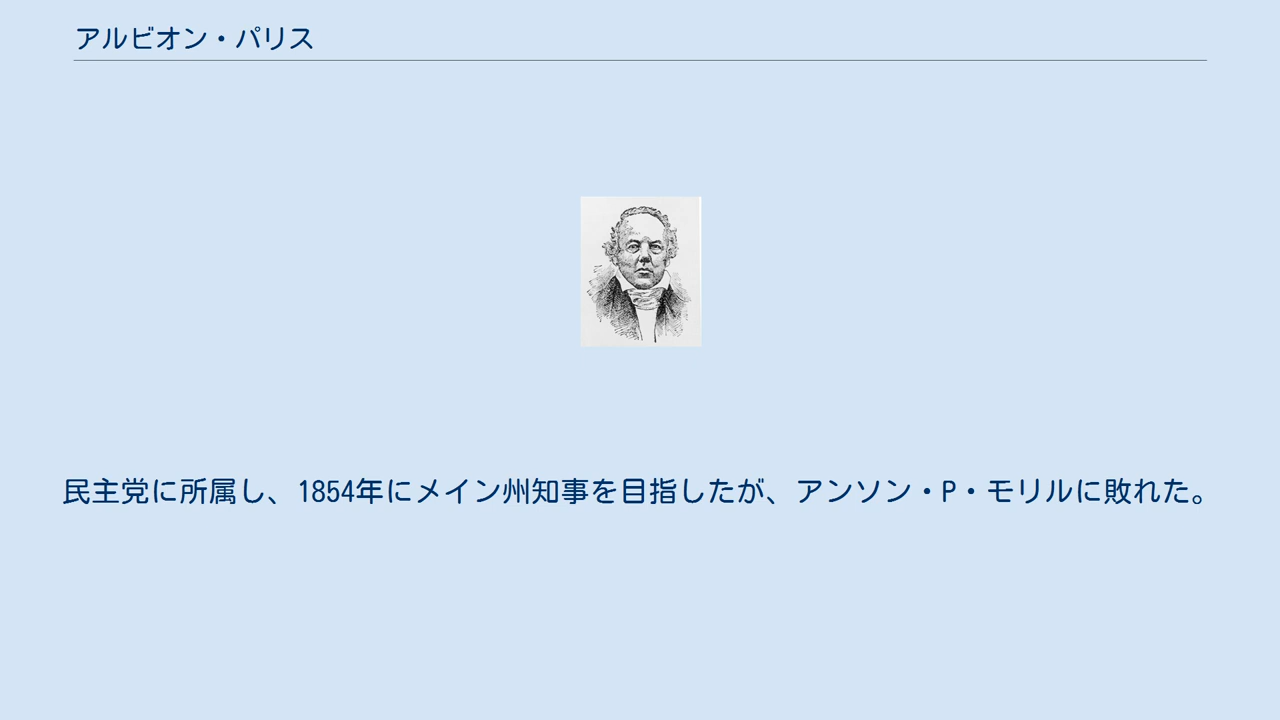 アルビオン・パリス
民主党に所属し、1854年にメイン州知事を目指したが、アンソン・P・モリルに敗れた。